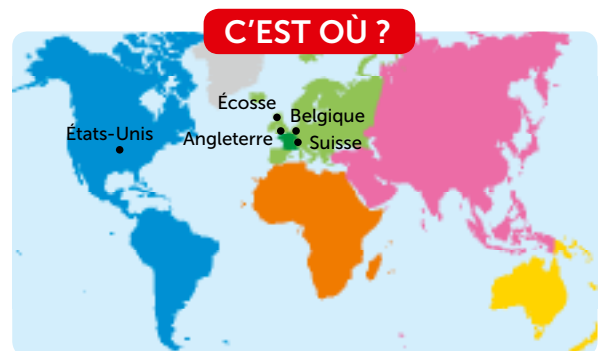 C'EST OÙ ?
Écosse
Belgique
États-Unis
Angleterre
Suisse